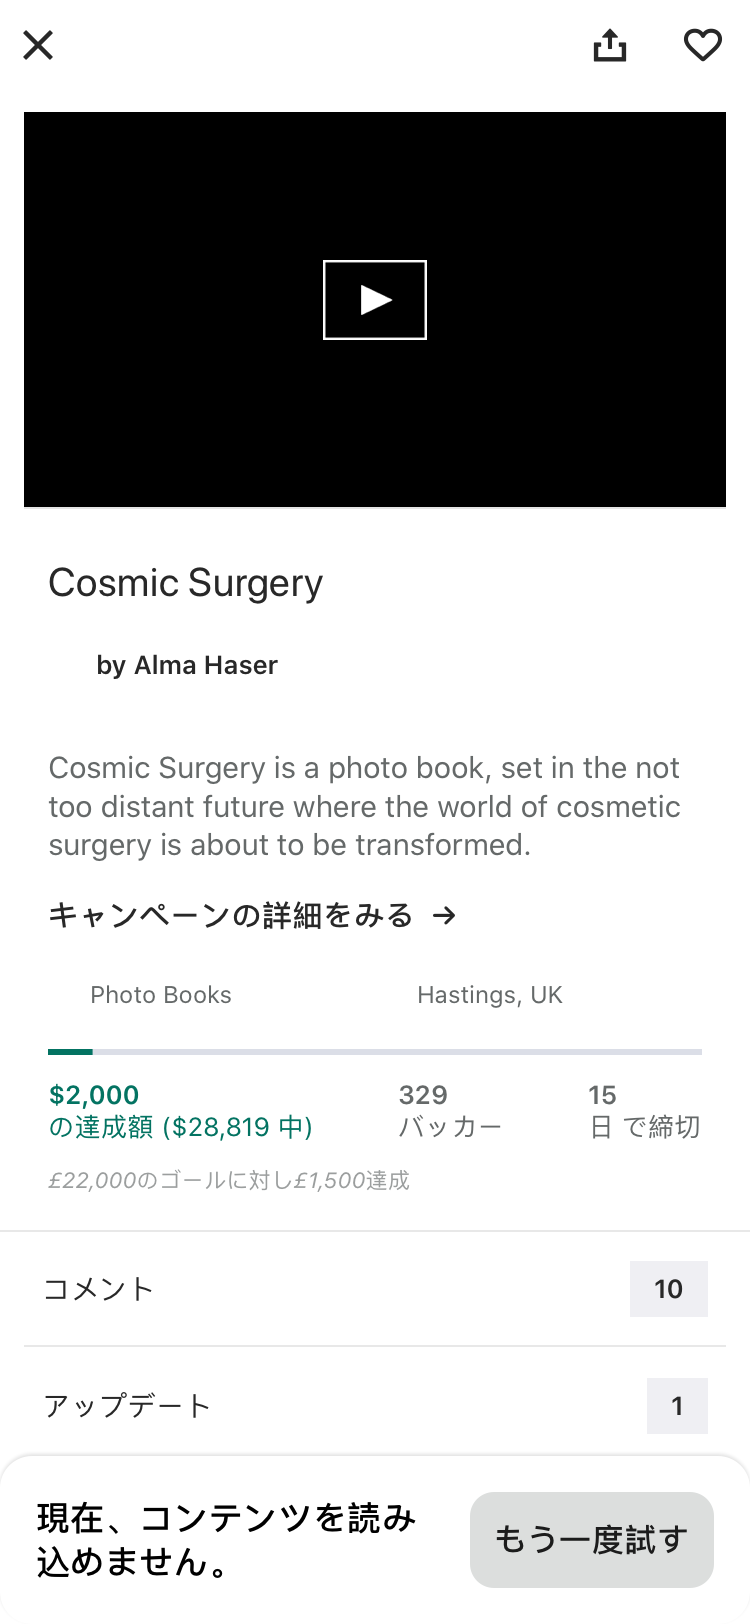 Cosmic Surgery
by Alma Haser
Cosmic Surgery is a photo book, set in the not
too distant future where the world of cosmetic
surgery is about to be transformed.
キャンペーンの詳細をみる →
Photo Books
Hastings, UK
$2,000
の達成額 ($28,819 中)
329
バッカー
15
日 で締切
£22,000のゴールに対し£1,500達成
コメント
10
アップデート
1
現在、コンテンツを読み
込めません。
もう一度試す